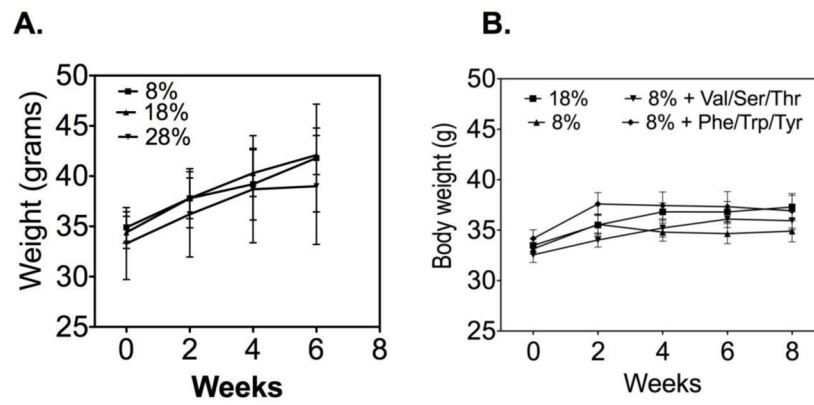 A.
Weight (grams)
50
45
40
35
30
25
8%
18%
28%
0 2 4 6 8
Weeks
B.
Body weight (g)
50
45
40
35
30
25
18% 8% + Val/Ser/Thr
8% 8% + Phe/Trp/Tyr
0 2 4 6 8
Weeks